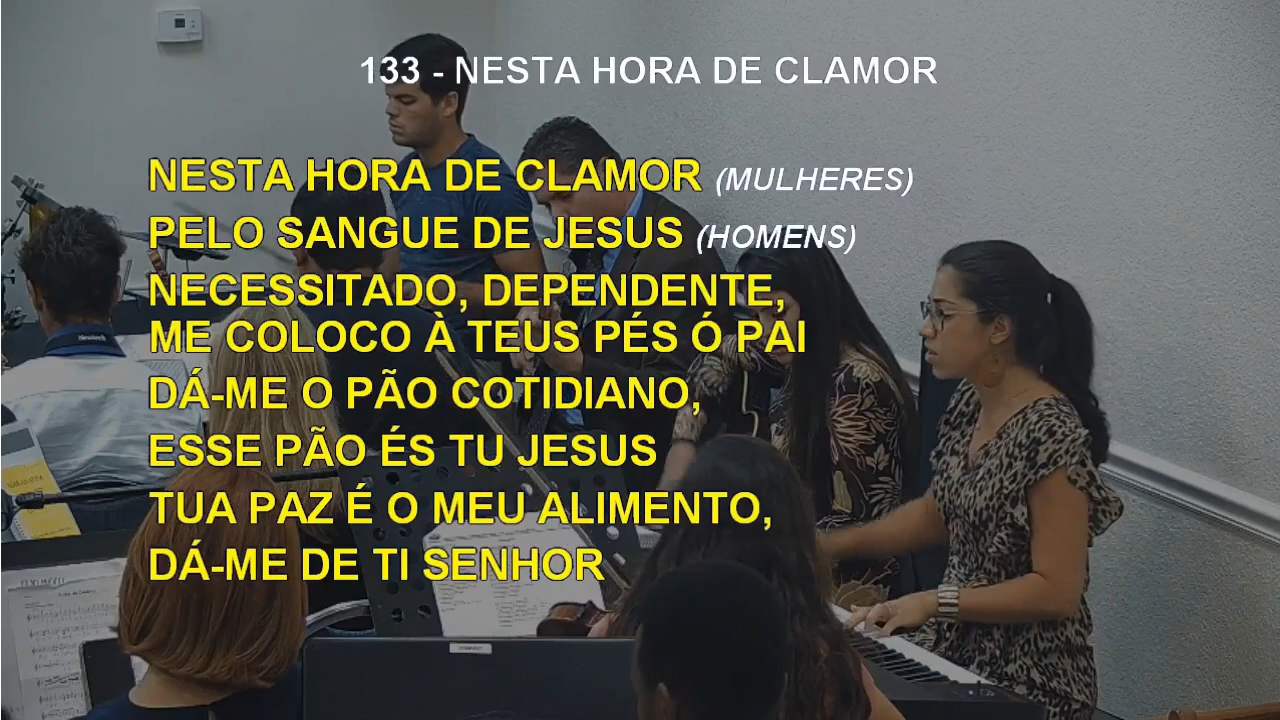 133 - NESTA HORA DE CLAMOR
NESTA HORA DE CLAMOR (MULHERES)
PELO SANGUE DE JESUS (HOMENS)
NECESSITADO, DEPENDENTE,
ME COLOCO À TEUS PÉS Ó PAI
DÁ-ME O PÃO COTIDIANO,
ESSE PÃO ÉS TU JESUS
TUA PAZ É O MEU ALIMENTO,
DÁ-ME DE TI SENHOR